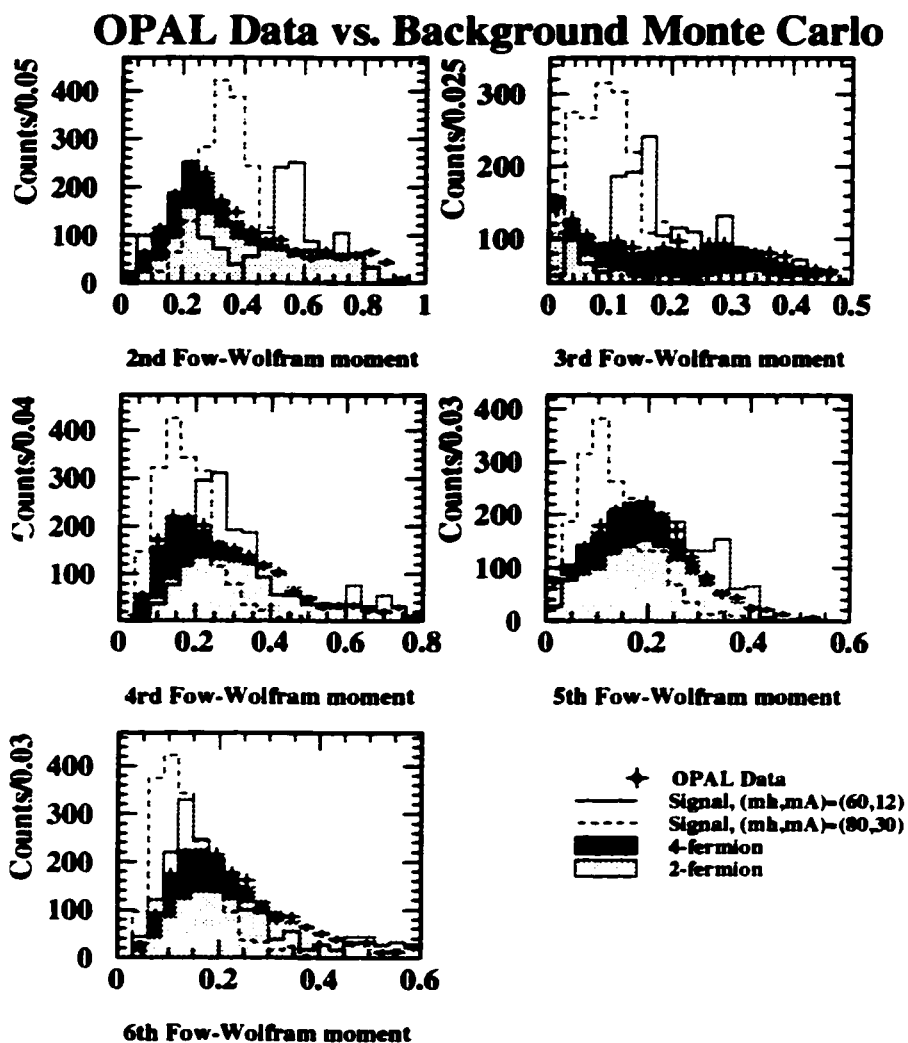 OPAL Data vs. Background Monte Carlo
Counts/0.05
400
300
200
100
0
0 0.2 0.4 0.6 0.8 1
2nd Fow-Wolfram moment
Counts/0.025
300
200
100
0 0.1 0.2 0.3 0.4 0.5
3rd Fow-Wolfram moment
Counts/0.04
400
300
200
100
0 0.2 0.4 0.6 0.8
4rd Fow-Wolfram moment
Counts/0.03
400
300
200
100
0
0 0.2 0.4 0.6
5th Fow-Wolfram moment
Counts/0.03
400
300
200
100
0
0 0.2 0.4 0.6
6th Fow-Wolfram moment
OPAL Data
Signal, (mh,mA)=(60,12)
Signal, (mh,mA)=(80,30)
4-fermion
2-fermion